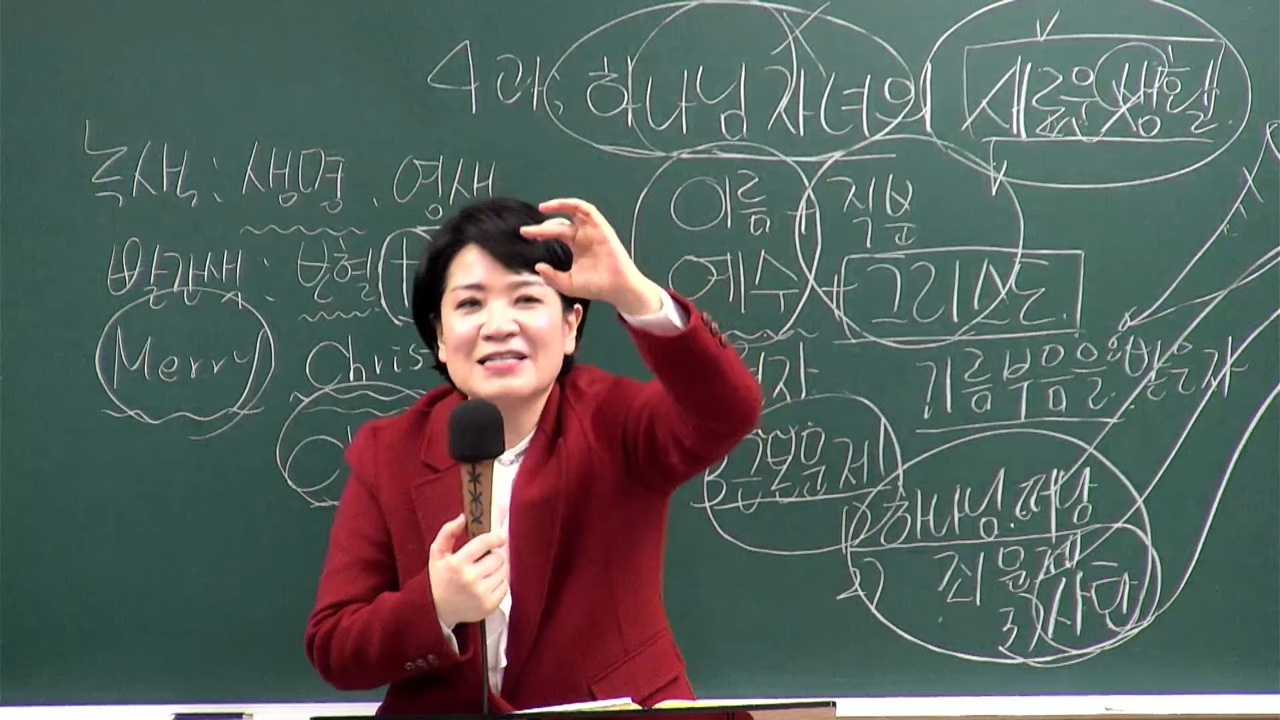 4과: 하나님 자녀의 새로운 생활
녹색: 생명. 영생
이름 + 직분
빨간색: 보혈
예수 + 그리스도
Merry Chris
기름부음을 받은자
근본문제
1) 하나님 떠남
2) 죄 문제
3) 사탄